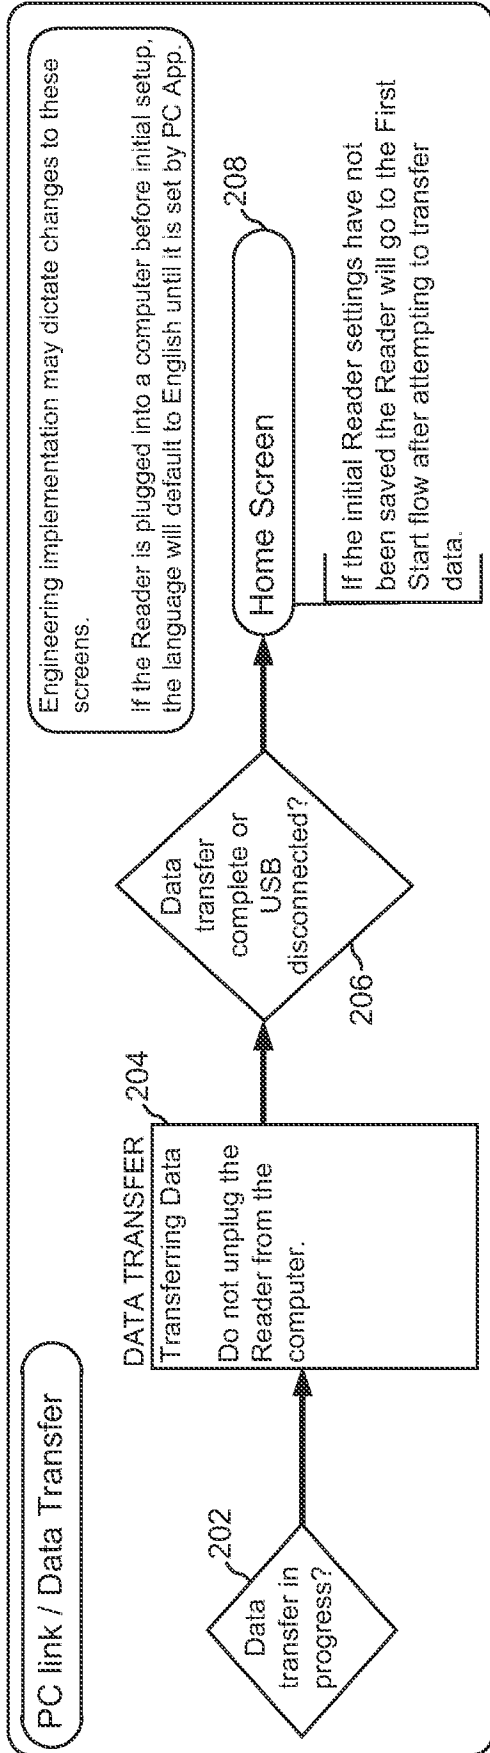 PC link / Data Transfer
Engineering implementation may dictate changes to these
screens.
If the Reader is plugged into a computer before initial setup,
the language will default to English until it is set by PC App.
202
Data
transfer in
progress?
DATA TRANSFER
204
Transferring Data
Do not unplug the
Reader from the
computer.
Data
transfer
complete or
USB
disconnected?
206
Home Screen
208
If the initial Reader settings have not
been saved the Reader will go to the First
Start flow after attempting to transfer
data.